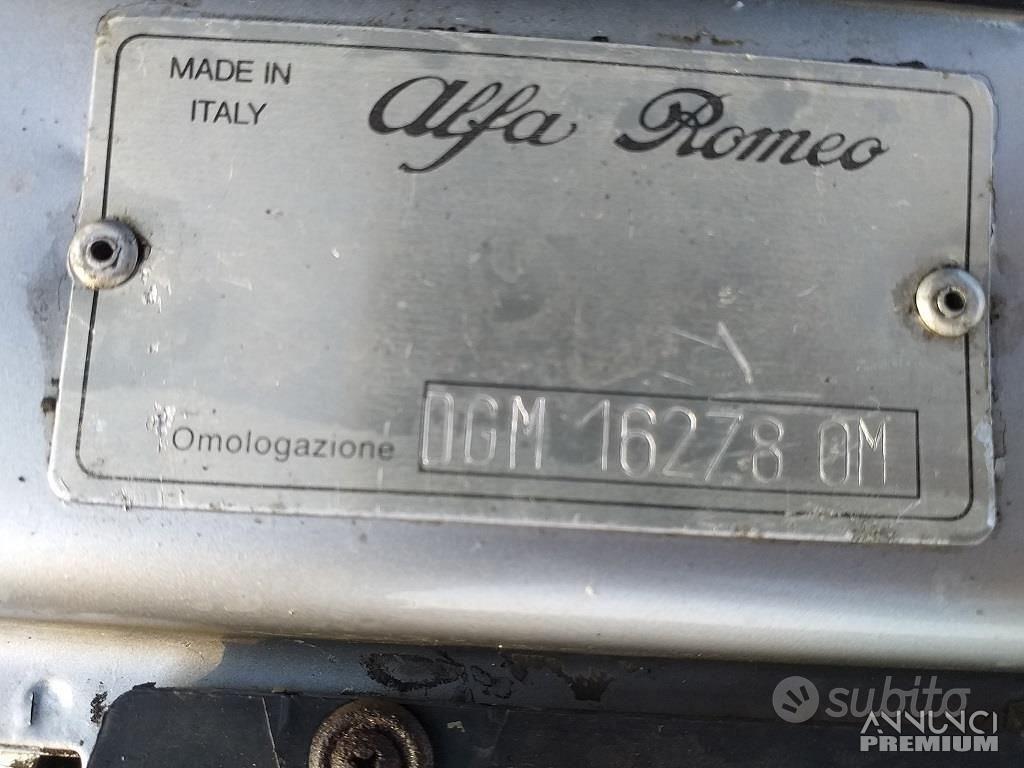 MADE IN
ITALY
Alfa Romeo
Omologazione DGM 16278 OM
subito
ANNUNCI
PREMIUM